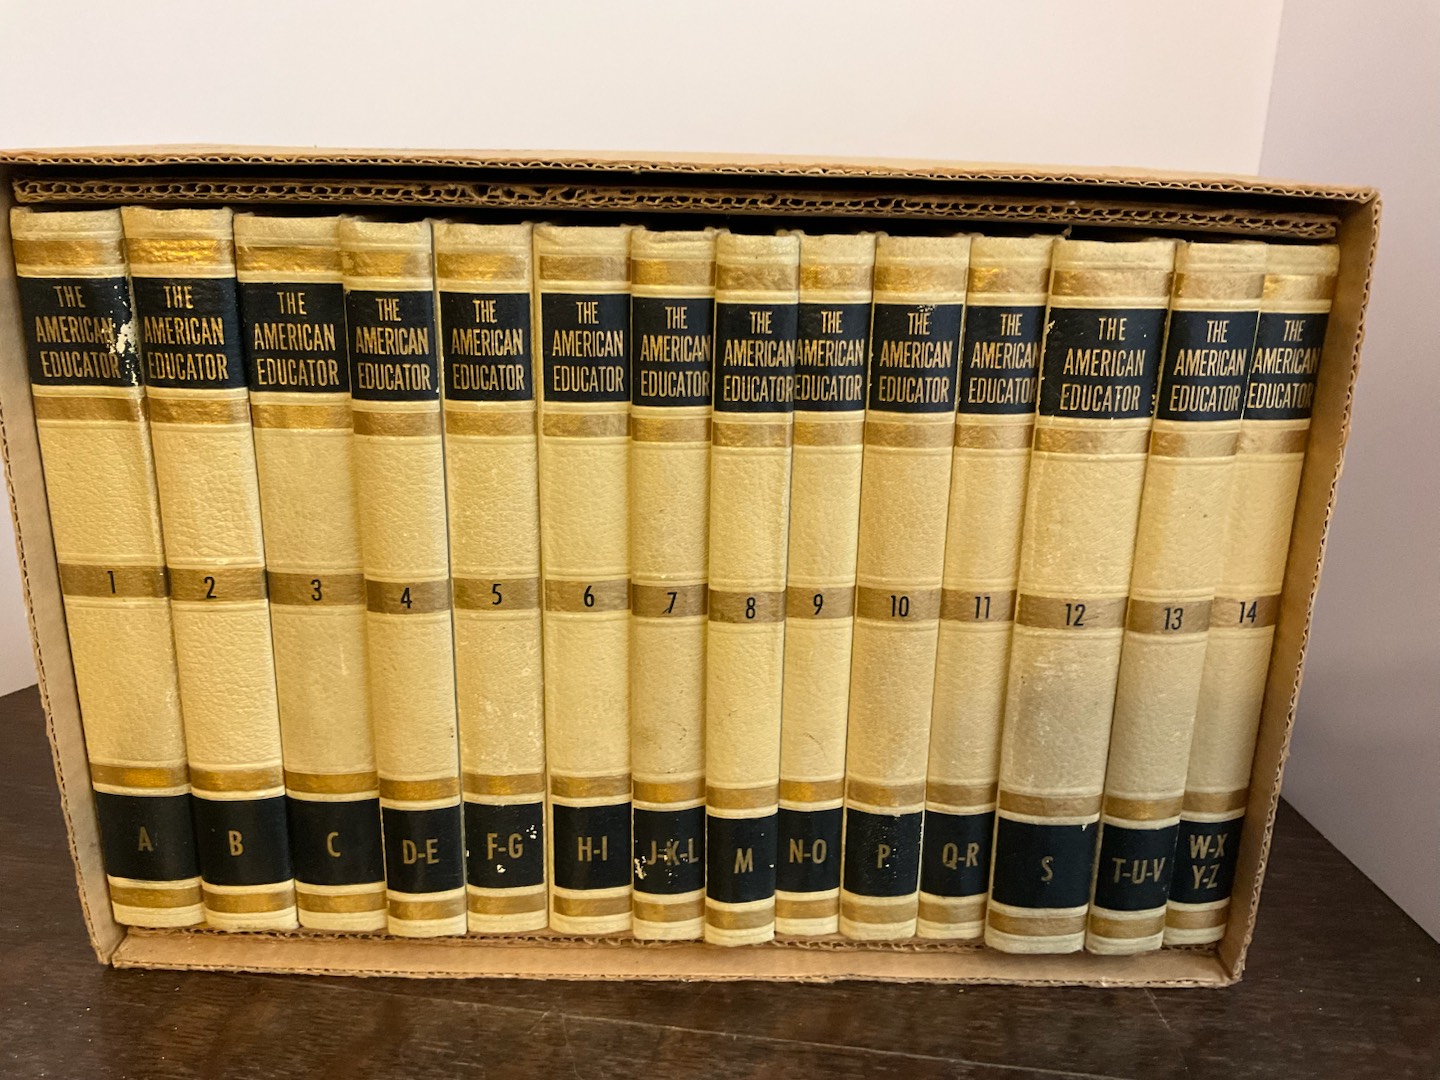 THE
AMERICAN
EDUCATOR
1
A
THE
AMERICAN
EDUCATOR
2
B
THE
AMERICAN
EDUCATOR
3
C
THE
AMERICAN
EDUCATOR
4
D-E
THE
AMERICAN
EDUCATOR
5
F-G
THE
AMERICAN
EDUCATOR
6
H-I
THE
AMERICAN
EDUCATOR
7
J-K-L
THE
AMERICAN
EDUCATOR
8
M
THE
AMERICAN
EDUCATOR
9
N-O
THE
AMERICAN
EDUCATOR
10
P
THE
AMERICAN
EDUCATOR
11
Q-R
THE
AMERICAN
EDUCATOR
12
S
THE
AMERICAN
EDUCATOR
13
T-U-V
THE
AMERICAN
EDUCATOR
14
W-X
Y-Z